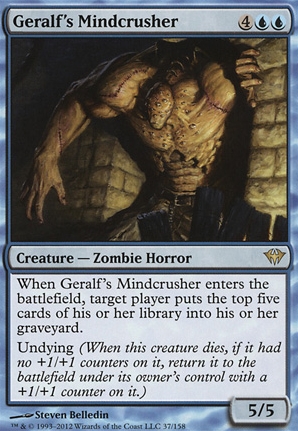 Geralf's Mindcrusher 4
Creature — Zombie Horror
When Geralf's Mindcrusher enters the
battlefield, target player puts the top five
cards of his or her library into his or her
graveyard.
Undying (When this creature dies, if it had
no +1/+1 counters on it, return it to the
battlefield under its owner's control with a
+1/+1 counter on it.)
Steven Belledin
™ & © 1993–2012 Wizards of the Coast LLC 37/158
5/5